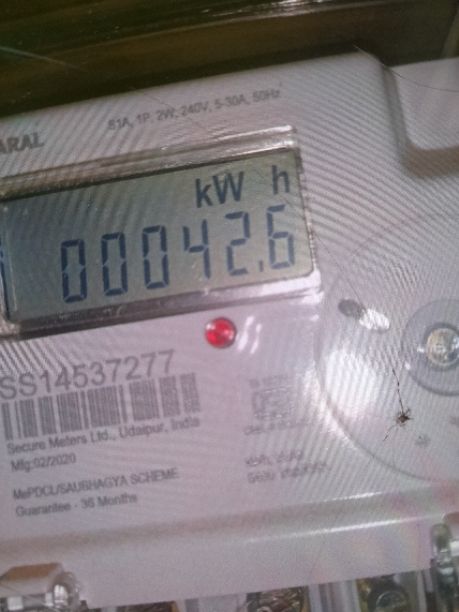 ARAL
S1A, 1P, 2W, 240V, 5-30A, 50Hz
kW h
00042.6
SS14537277
Secure Meters Ltd., Udaipur, India
Mfg:02/2020
MePDCL/SAUBHAGYA SCHEME
Guarantee - 36 Months